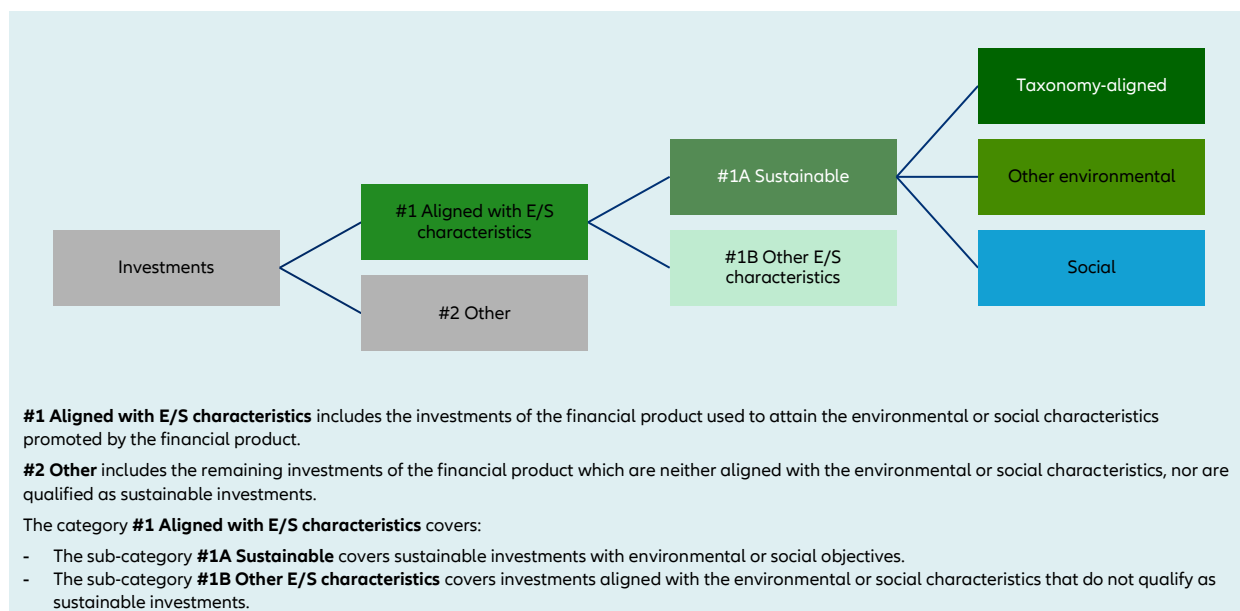 Taxonomy-aligned
#1A Sustainable
Other environmental
#1 Aligned with E/S
characteristics
Investments
#1B Other E/S
characteristics
Social
#2 Other
#1 Aligned with E/S characteristics includes the investments of the financial product used to attain the environmental or social characteristics
promoted by the financial product.
#2 Other includes the remaining investments of the financial product which are neither aligned with the environmental or social characteristics, nor are
qualified as sustainable investments.
The category #1 Aligned with E/S characteristics covers:
- The sub-category #1A Sustainable covers sustainable investments with environmental or social objectives.
- The sub-category #1B Other E/S characteristics covers investments aligned with the environmental or social characteristics that do not qualify as
sustainable investments.